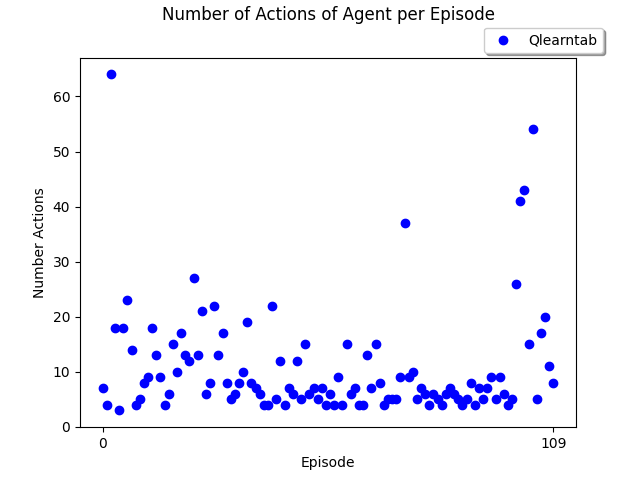 Number of Actions of Agent per Episode
Qlearntab
60
50
40
30
20
10
0
Number Actions
0
109
Episode